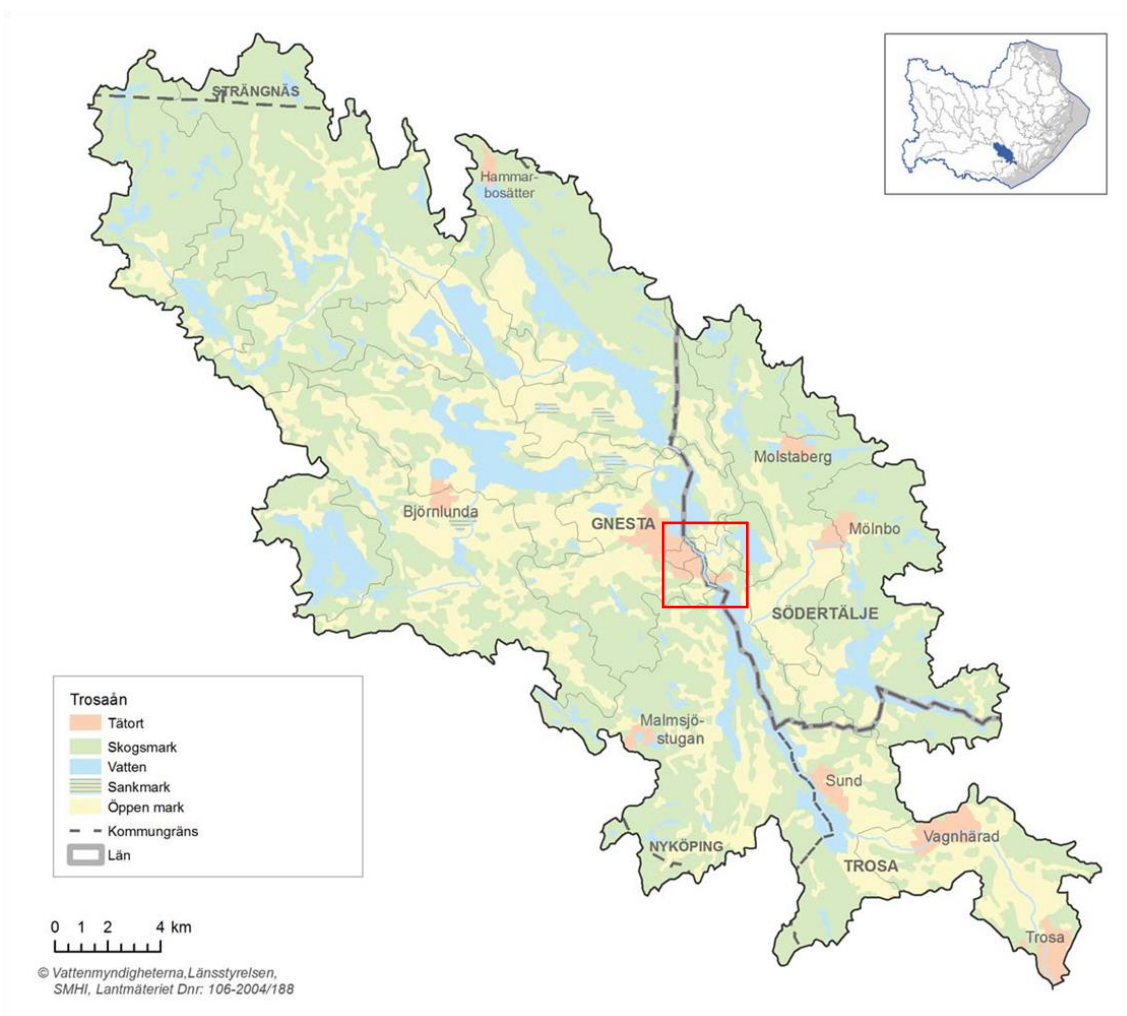 STRÄNGNÄS
Hammar-
bosätter
Molstaberg
Björnlunda
GNESTA
Mölnbo
SÖDERTÄLJE
Malmsjö-
stugan
Sund
NYKÖPING
Vagnhärad
TROSA
Trosa
Trosaån
Tätort
Skogsmark
Vatten
Sankmark
Öppen mark
Kommungräns
Län
0 1 2 4 km
© Vattenmyndigheterna,Länsstyrelsen,
SMHI, Lantmäteriet Dnr: 106-2004/188